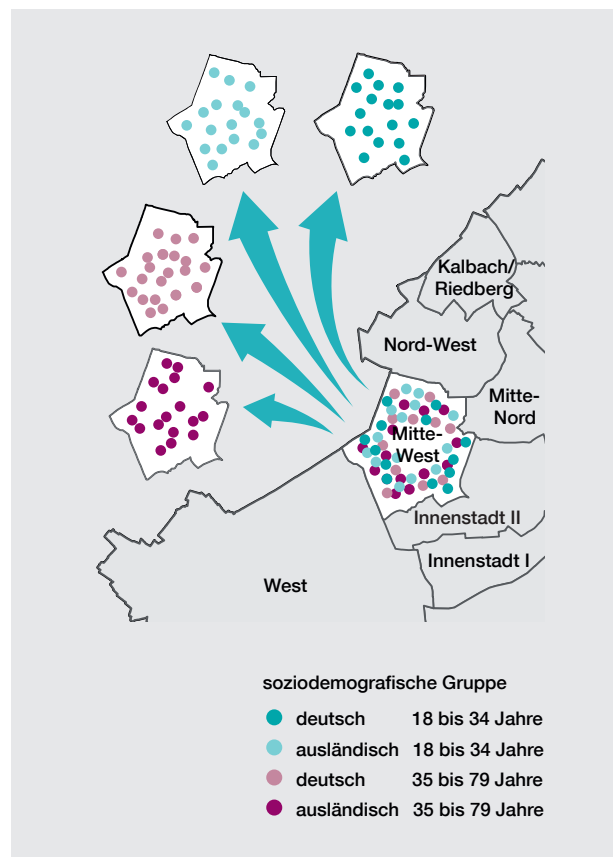 Kalbach/
Riedberg
Nord-West
Mitte-
Nord
Mitte-
West
Innenstadt II
Innenstadt I
West
soziodemografische Gruppe
deutsch 18 bis 34 Jahre
ausländisch 18 bis 34 Jahre
deutsch 35 bis 79 Jahre
ausländisch 35 bis 79 Jahre